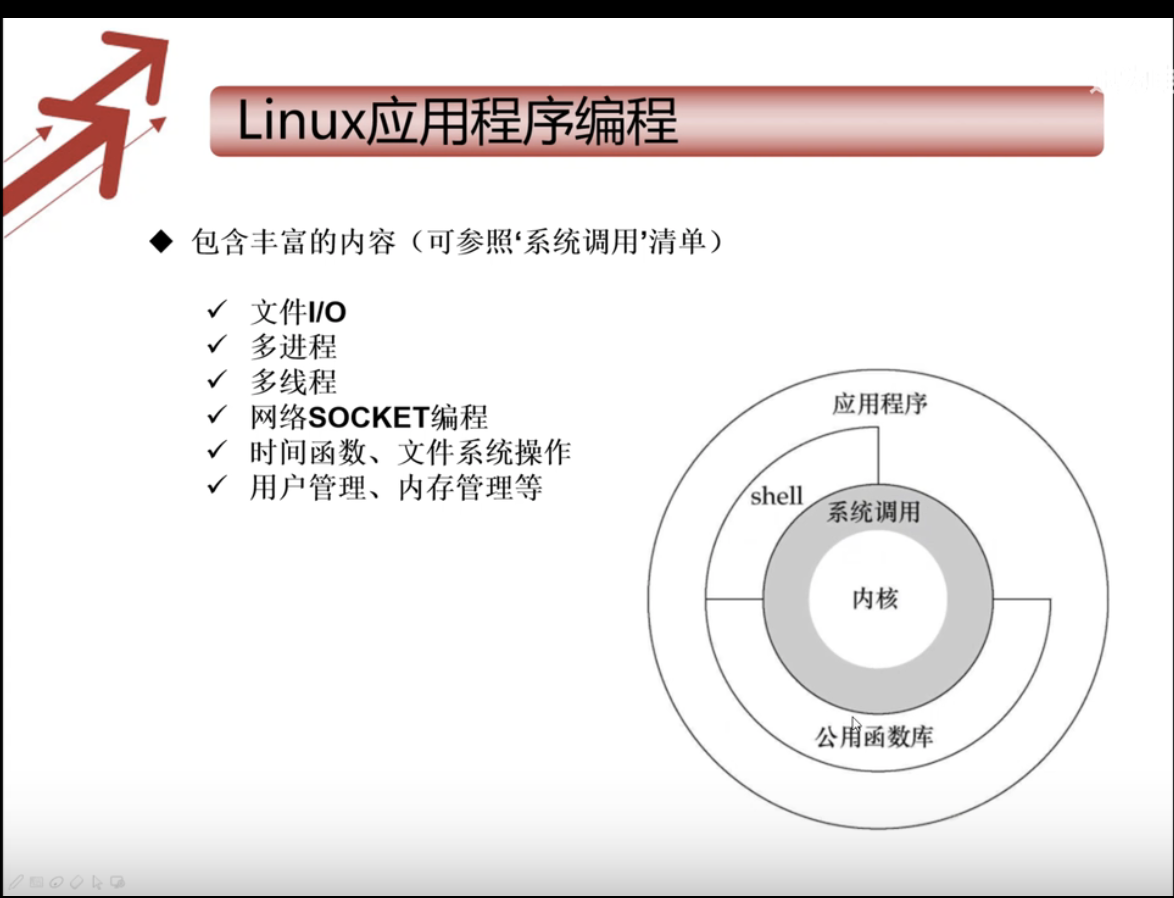 Linux应用程序编程
包含丰富的内容（可参照‘系统调用’清单）
文件I/O
多进程
多线程
网络SOCKET编程
时间函数、文件系统操作
用户管理、内存管理等
应用程序
shell
系统调用
内核
公用函数库